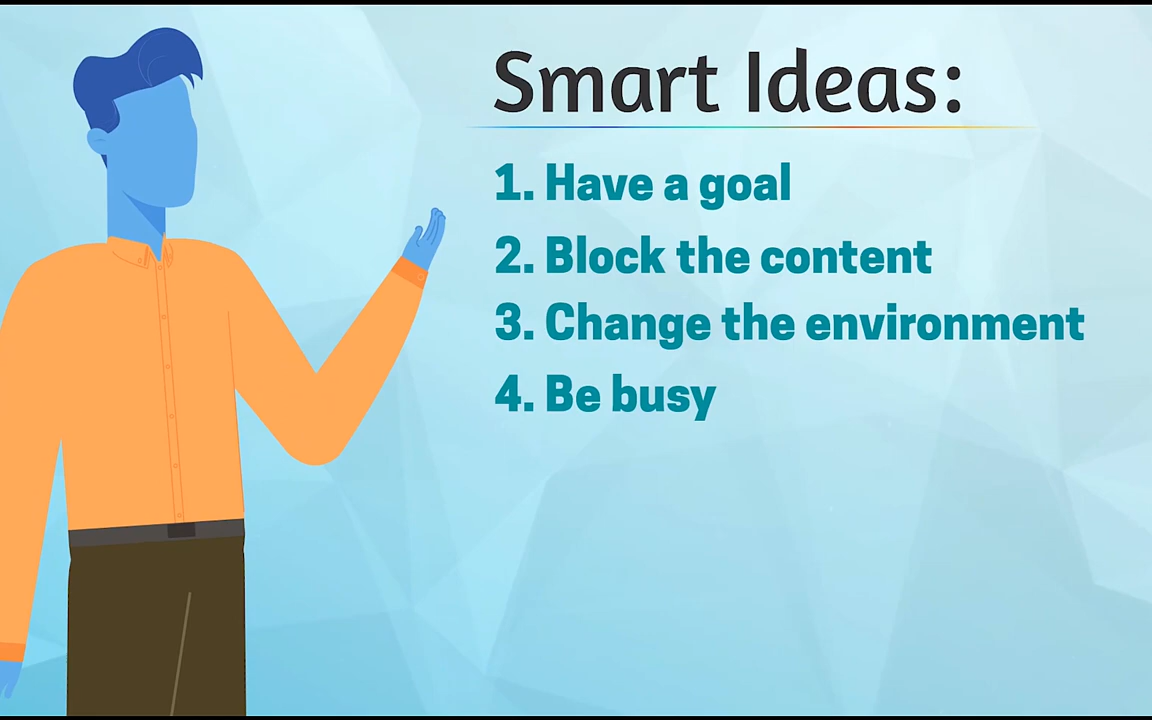 Smart Ideas:
1. Have a goal
2. Block the content
3. Change the environment
4. Be busy